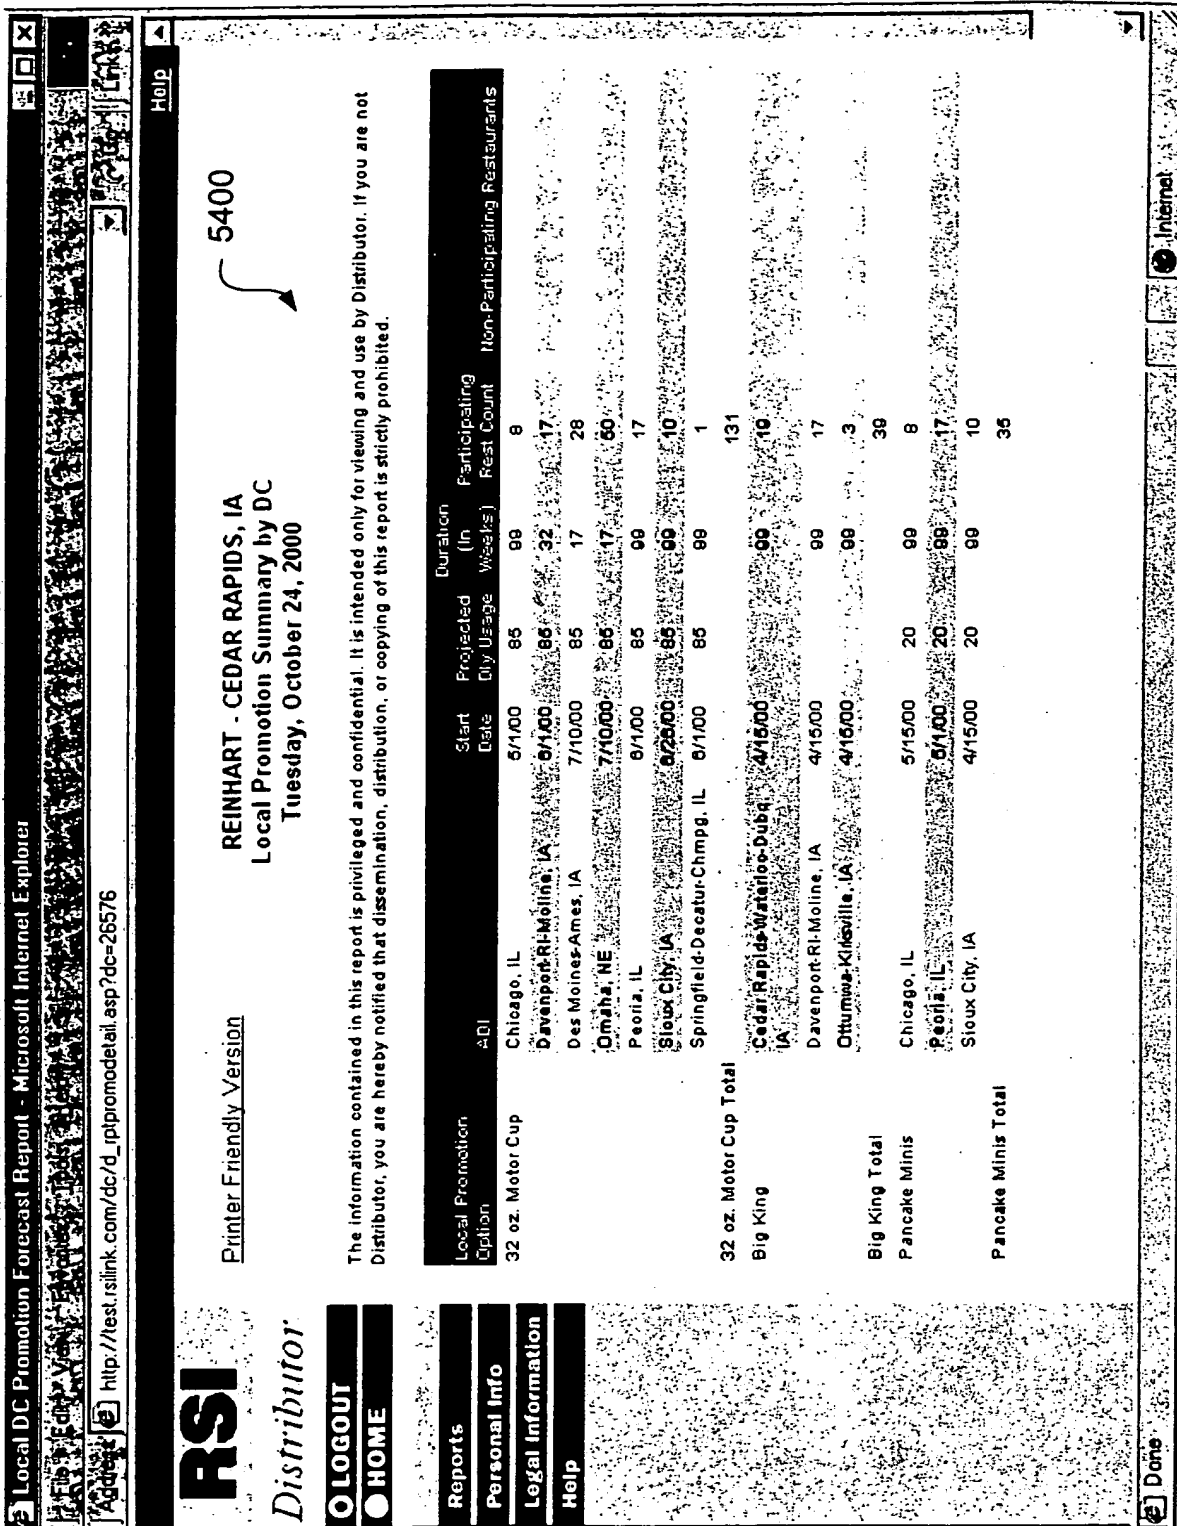 Local DC Promotion Forecast Report - Microsoft Internet Explorer
File Edit View Favorites Tools Help
Address http://test.rsilink.com/dc/d_rptpromodetail.asp?dc=26576 Go Links
Help
RSI
Distributor
LOGOUT
HOME
Reports
Personal Info
Legal Information
Help
Printer Friendly Version
REINHART - CEDAR RAPIDS, IA
Local Promotion Summary by DC
Tuesday, October 24, 2000
5400
The information contained in this report is privileged and confidential. It is intended only for viewing and use by Distributor. If you are not
Distributor, you are hereby notified that dissemination, distribution, or copying of this report is strictly prohibited.
Local Promotion Option ADI Start Date Projected Dly Usage Duration (In Weeks) Participating Rest Count Non-Participating Restaurants
32 oz. Motor Cup Chicago, IL 6/1/00 85 99 8
Davenport-RI-Moline, IA 6/1/00 85 32 17
Des Moines-Ames, IA 7/10/00 85 17 28
Omaha, NE 7/10/00 85 17 50
Peoria, IL 6/1/00 85 99 17
Sioux City, IA 6/26/00 85 99 10
Springfield-Decatur-Chmpg, IL 6/1/00 85 99 1
32 oz. Motor Cup Total 131
Big King Cedar Rapids-Waterloo-Dubq, IA 4/15/00 99 19
Davenport-RI-Moline, IA 4/15/00 99 17
Ottumwa-Kirksville, IA 4/15/00 99 3
Big King Total 39
Pancake Minis Chicago, IL 5/15/00 20 99 8
Peoria, IL 5/1/00 20 99 17
Sioux City, IA 4/15/00 20 99 10
Pancake Minis Total 35
Done Internet